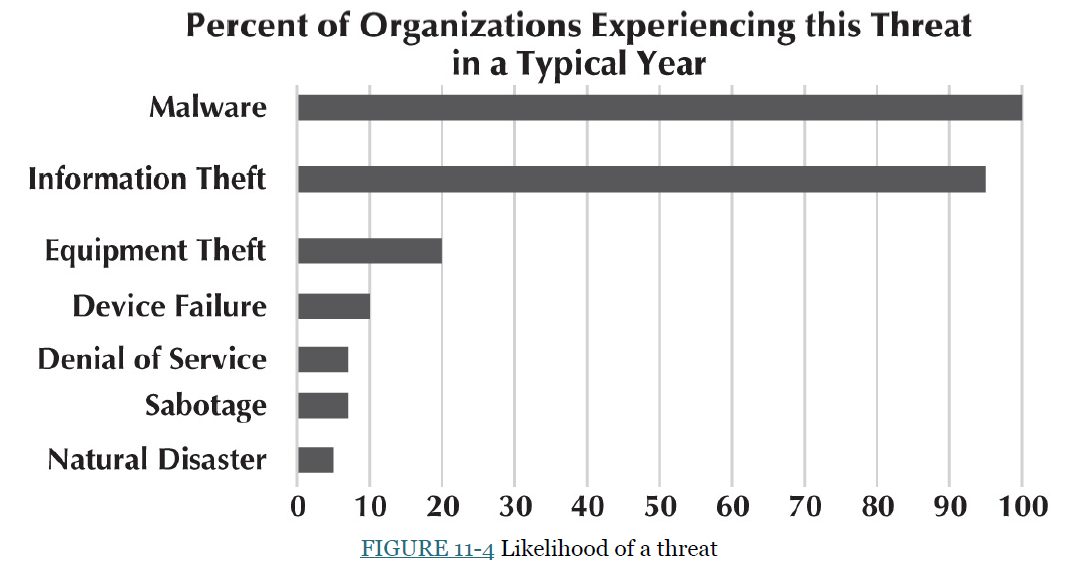 Percent of Organizations Experiencing this Threat
in a Typical Year
Malware
Information Theft
Equipment Theft
Device Failure
Denial of Service
Sabotage
Natural Disaster
0 10 20 30 40 50 60 70 80 90 100
FIGURE 11-4 Likelihood of a threat